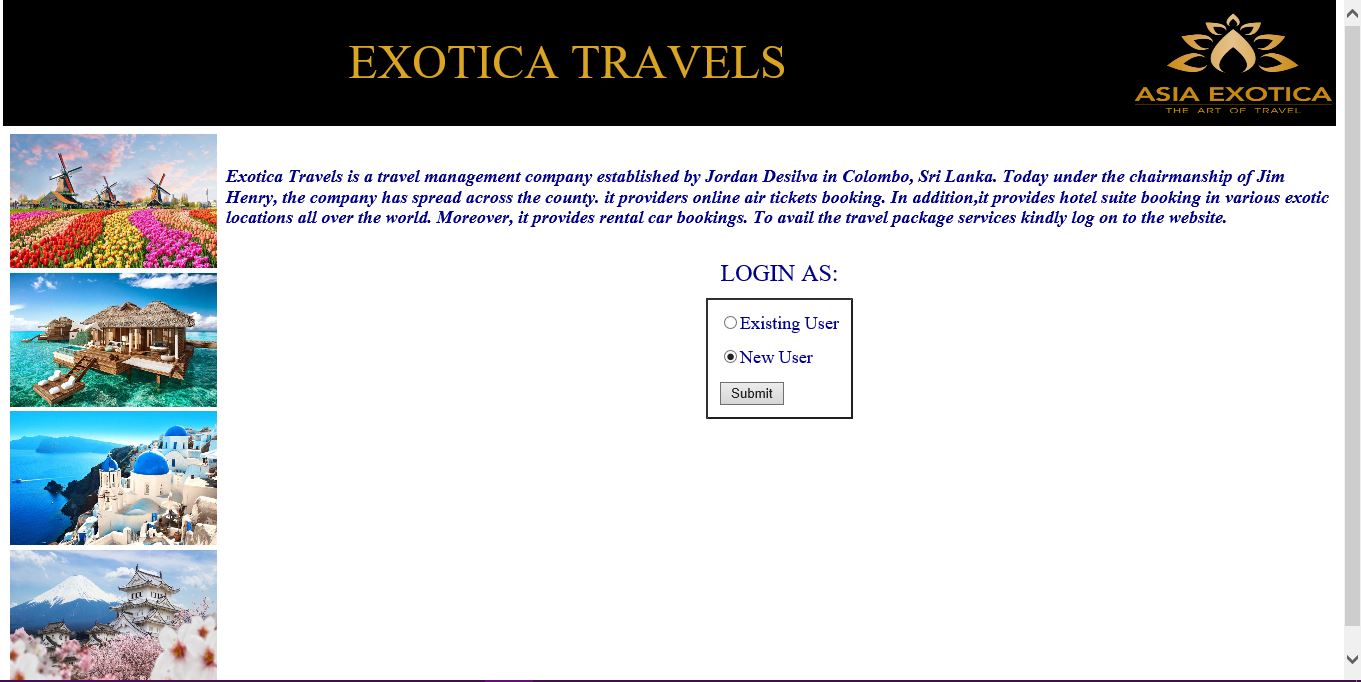 EXOTICA TRAVELS
ASIA EXOTICA
THE ART OF TRAVEL
Exotica Travels is a travel management company established by Jordan Desilva in Colombo, Sri Lanka. Today under the chairmanship of Jim
Henry, the company has spread across the county. it providers online air tickets booking. In addition,it provides hotel suite booking in various exotic
locations all over the world. Moreover, it provides rental car bookings. To avail the travel package services kindly log on to the website.
LOGIN AS:
Existing User
New User
Submit